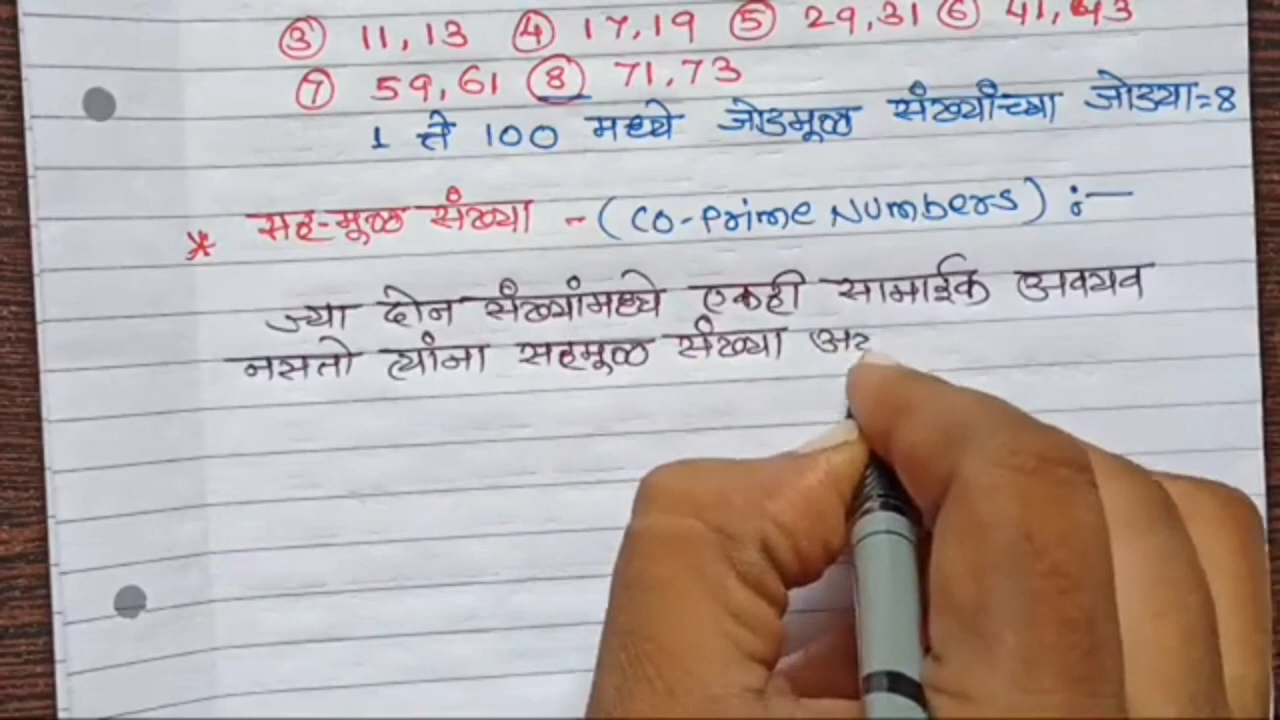 ③ 11,13 ④ 17,19 ⑤ 29,31 ⑥ 41,43
⑦ 59,61 ⑧ 71,73
1 ते 100 मध्ये जोडमूळ संख्यांच्या जोड्या=8
* सह-मूळ संख्या - (CO-Prime Numbers) :-
ज्या दोन संख्यांमध्ये एकही सामाईक अवयव
नसतो त्यांना सहमूळ संख्या